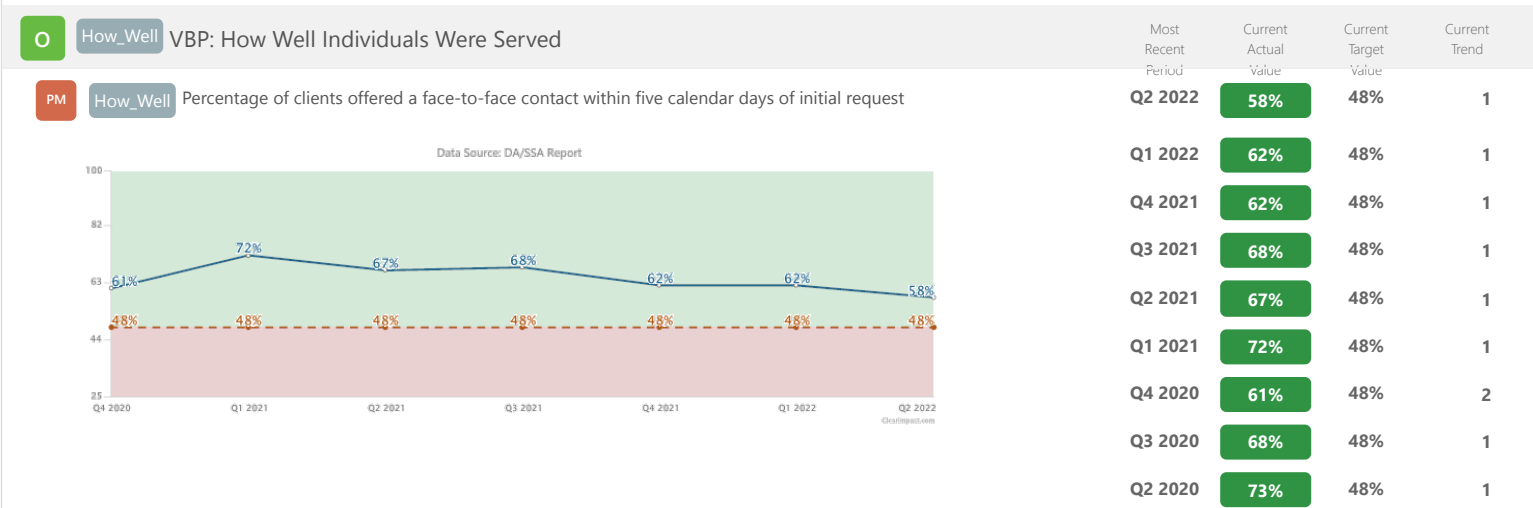 O How_Well VBP: How Well Individuals Were Served
Most Recent Period
Current Actual Value
Current Target Value
Current Trend
PM How_Well Percentage of clients offered a face-to-face contact within five calendar days of initial request
Q2 2022 58% 48% 1
Data Source: DA/SSA Report
100
82
63
44
25
61% 72% 67% 68% 62% 62% 58%
48% 48% 48% 48% 48% 48% 48%
Q4 2020 Q1 2021 Q2 2021 Q3 2021 Q4 2021 Q1 2022 Q2 2022
ClearImpact.com
Q1 2022 62% 48% 1
Q4 2021 62% 48% 1
Q3 2021 68% 48% 1
Q2 2021 67% 48% 1
Q1 2021 72% 48% 1
Q4 2020 61% 48% 2
Q3 2020 68% 48% 1
Q2 2020 73% 48% 1